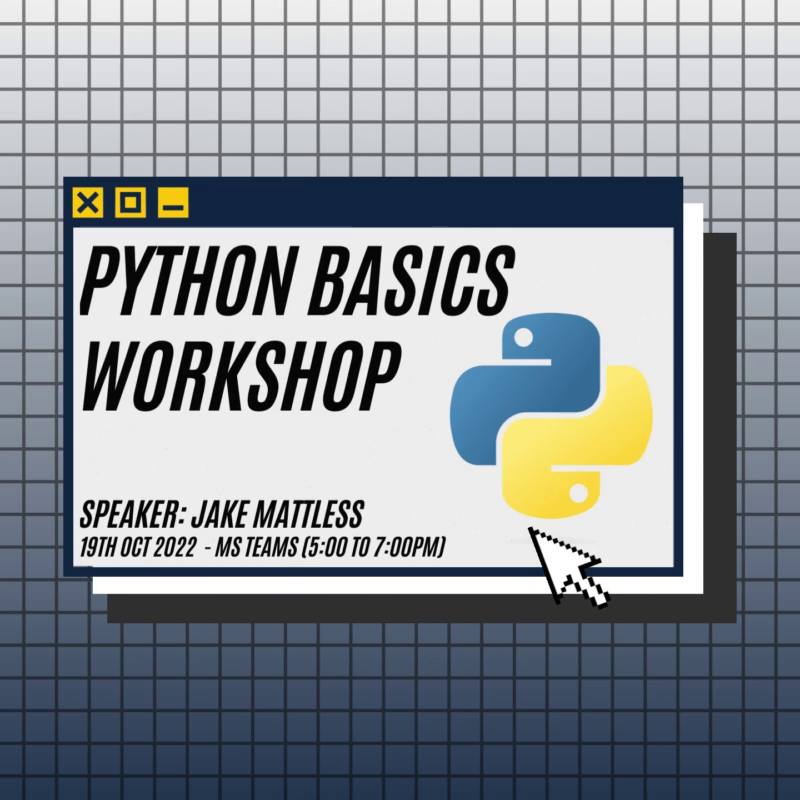 PYTHON BASICS
WORKSHOP
SPEAKER: JAKE MATTLESS
19TH OCT 2022 - MS TEAMS (5:00 TO 7:00PM)